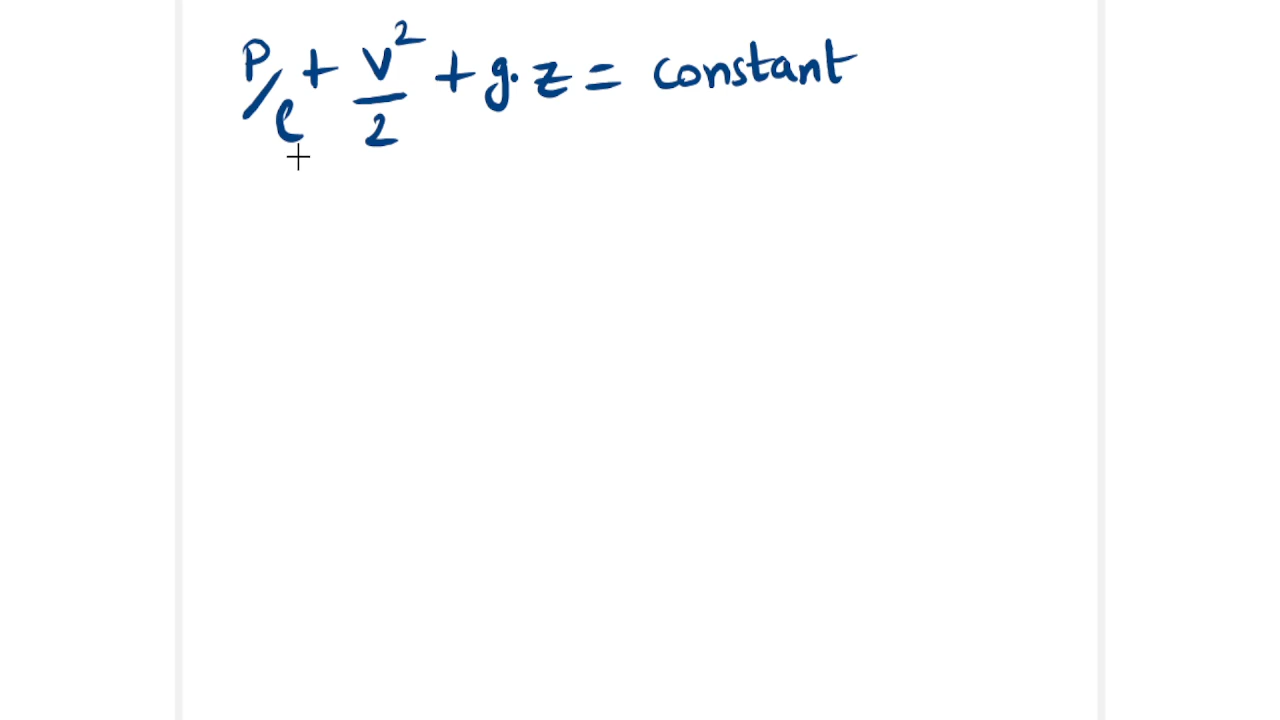 P/ρ + v²/2 + g·z = constant